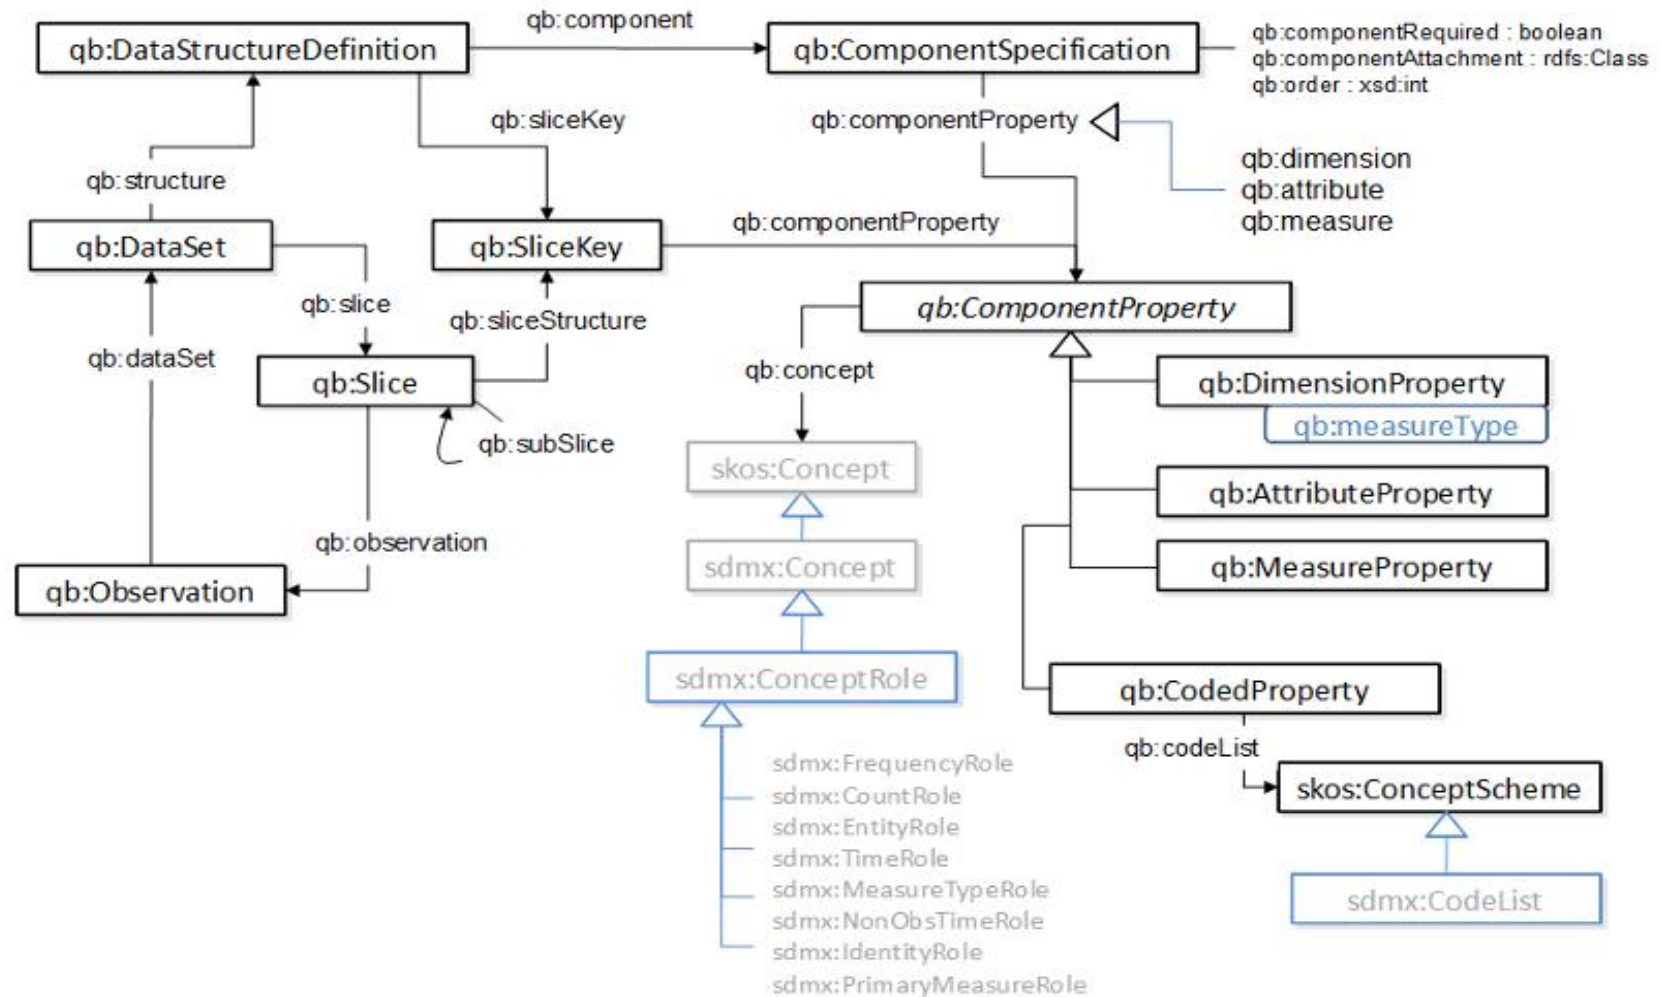 qb:component
qb:DataStructureDefinition
qb:ComponentSpecification
qb:componentRequired : boolean
qb:componentAttachment : rdfs:Class
qb:order : xsd:int
qb:sliceKey
qb:componentProperty
qb:dimension
qb:attribute
qb:measure
qb:structure
qb:componentProperty
qb:DataSet
qb:SliceKey
qb:slice
qb:sliceStructure
qb:ComponentProperty
qb:dataSet
qb:concept
qb:Slice
qb:DimensionProperty
qb:measureType
qb:subSlice
skos:Concept
qb:AttributeProperty
qb:observation
sdmx:Concept
qb:MeasureProperty
qb:Observation
sdmx:ConceptRole
qb:CodedProperty
qb:codeList
sdmx:FrequencyRole
sdmx:CountRole
sdmx:EntityRole
sdmx:TimeRole
sdmx:MeasureTypeRole
sdmx:NonObsTimeRole
sdmx:IdentityRole
sdmx:PrimaryMeasureRole
skos:ConceptScheme
sdmx:CodeList